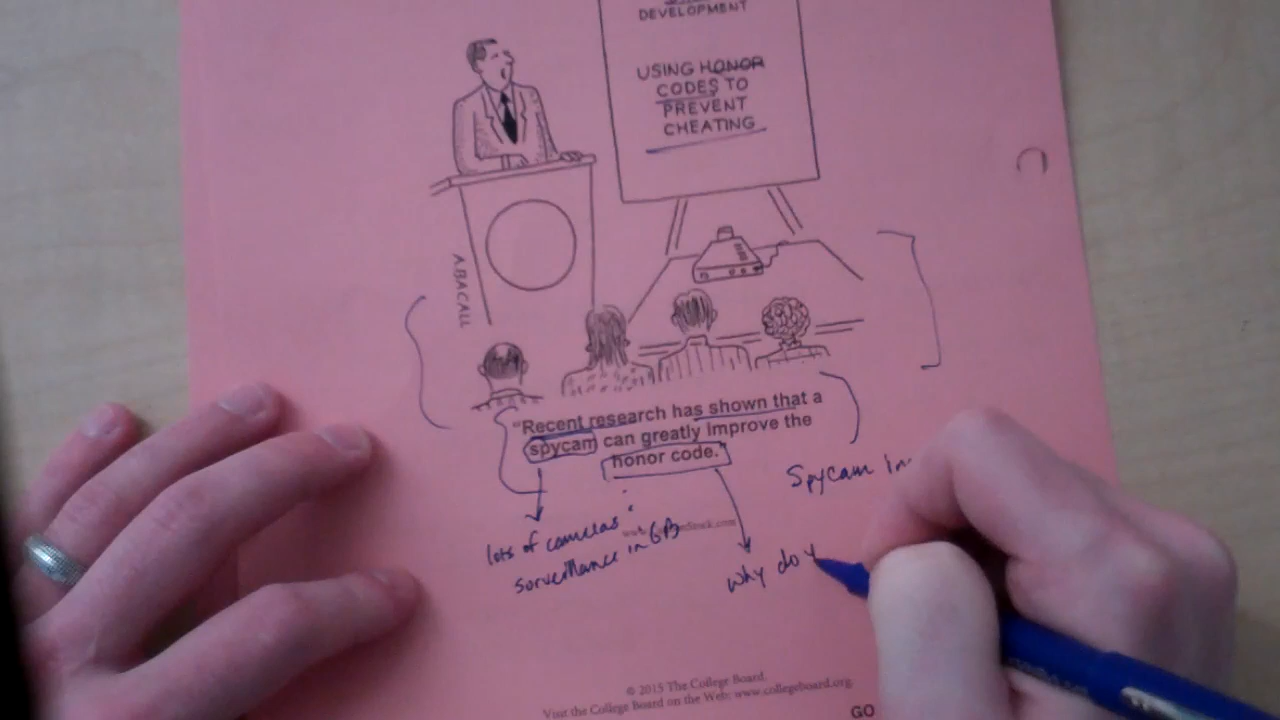 DEVELOPMENT
USING HONOR
CODES TO
PREVENT
CHEATING
ABACALL
"Recent research has shown that a
spycam can greatly improve the
honor code."
Spycam in
lots of cameras
surveillance in GB
why do y
© 2015 The College Board.
Visit the College Board on the Web: www.collegeboard.org.
GO